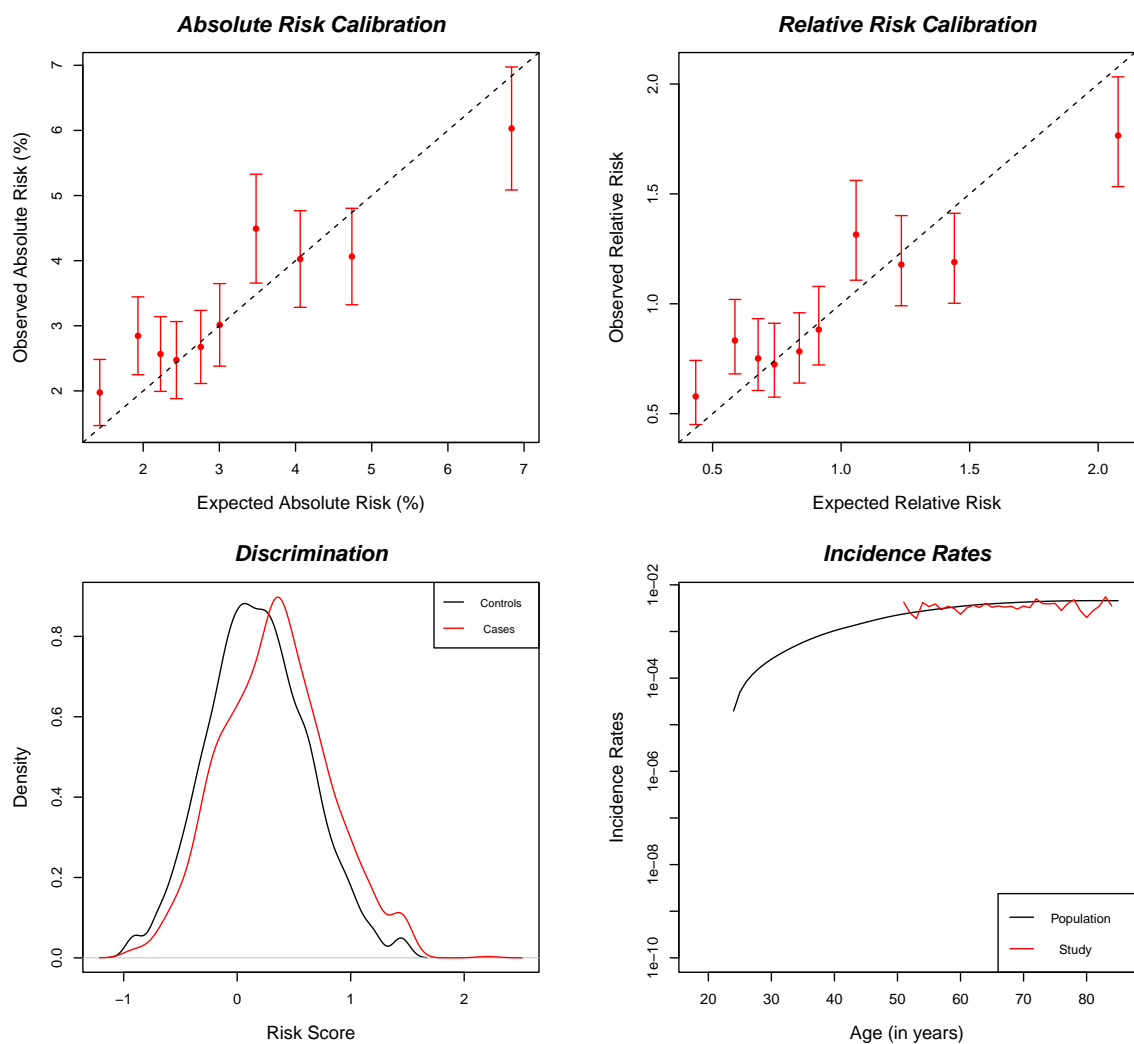 Absolute Risk Calibration
Observed Absolute Risk (%)
7
6
5
4
3
2
2 3 4 5 6 7
Expected Absolute Risk (%)
Relative Risk Calibration
Observed Relative Risk
2.0
1.5
1.0
0.5
0.5 1.0 1.5 2.0
Expected Relative Risk
Discrimination
Density
0.8
0.6
0.4
0.2
0.0
Controls
Cases
−1 0 1 2
Risk Score
Incidence Rates
Incidence Rates
1e−02
1e−04
1e−06
1e−08
1e−10
Population
Study
20 30 40 50 60 70 80
Age (in years)